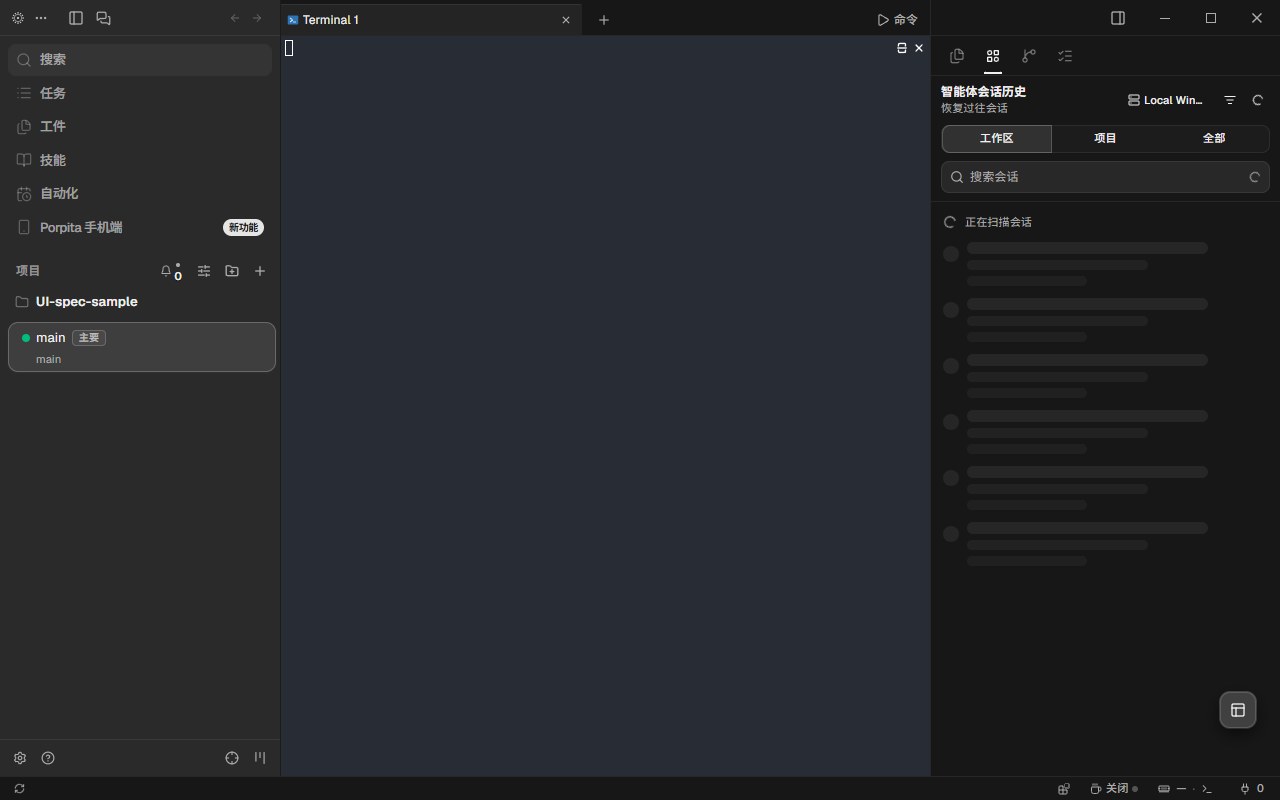 Terminal 1
命令
搜索
任务
工件
技能
自动化
Porpita 手机端
新功能
项目
0
UI-spec-sample
main 主要
main
智能体会话历史
恢复过往会话
Local Win...
工作区
项目
全部
搜索会话
正在扫描会话
关闭
0